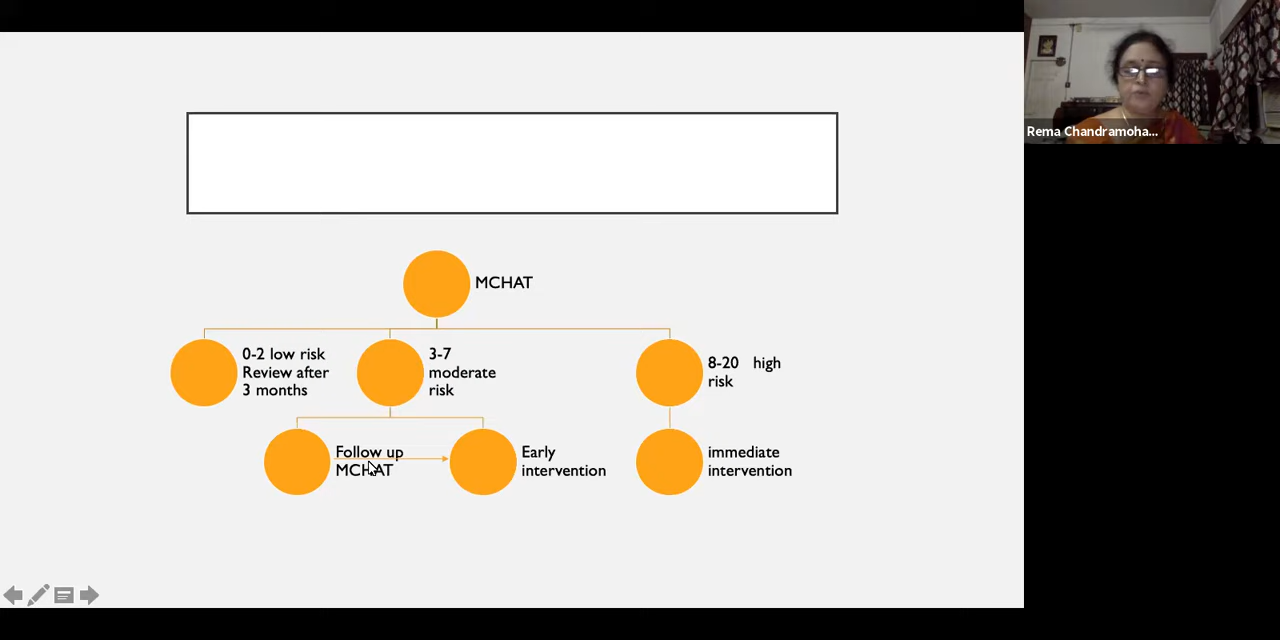 MCHAT
0-2 low risk
Review after
3 months
3-7
moderate
risk
8-20 high
risk
Follow up
MCHAT
Early
intervention
immediate
intervention
Rema Chandramoha...